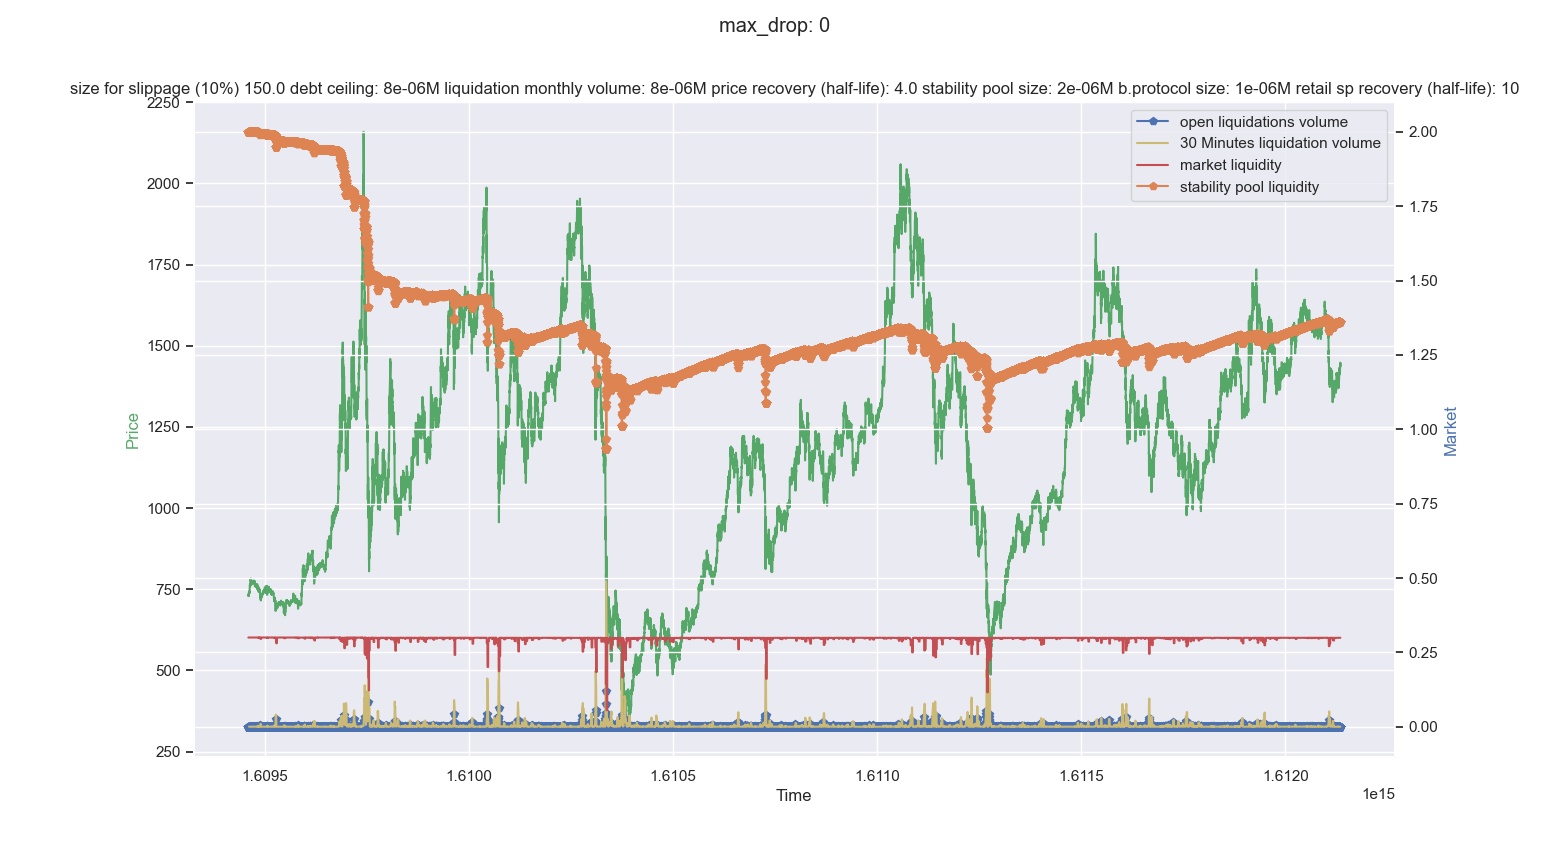 max_drop: 0
size for slippage (10%) 150.0 debt ceiling: 8e-06M liquidation monthly volume: 8e-06M price recovery (half-life): 4.0 stability pool size: 2e-06M b.protocol size: 1e-06M retail sp recovery (half-life): 10
open liquidations volume
30 Minutes liquidation volume
market liquidity
stability pool liquidity
2250
2000
1750
1500
1250
1000
750
500
250
Price
2.00
1.75
1.50
1.25
1.00
0.75
0.50
0.25
0.00
Market
1.6095
1.6100
1.6105
1.6110
1.6115
1.6120
Time
1e15